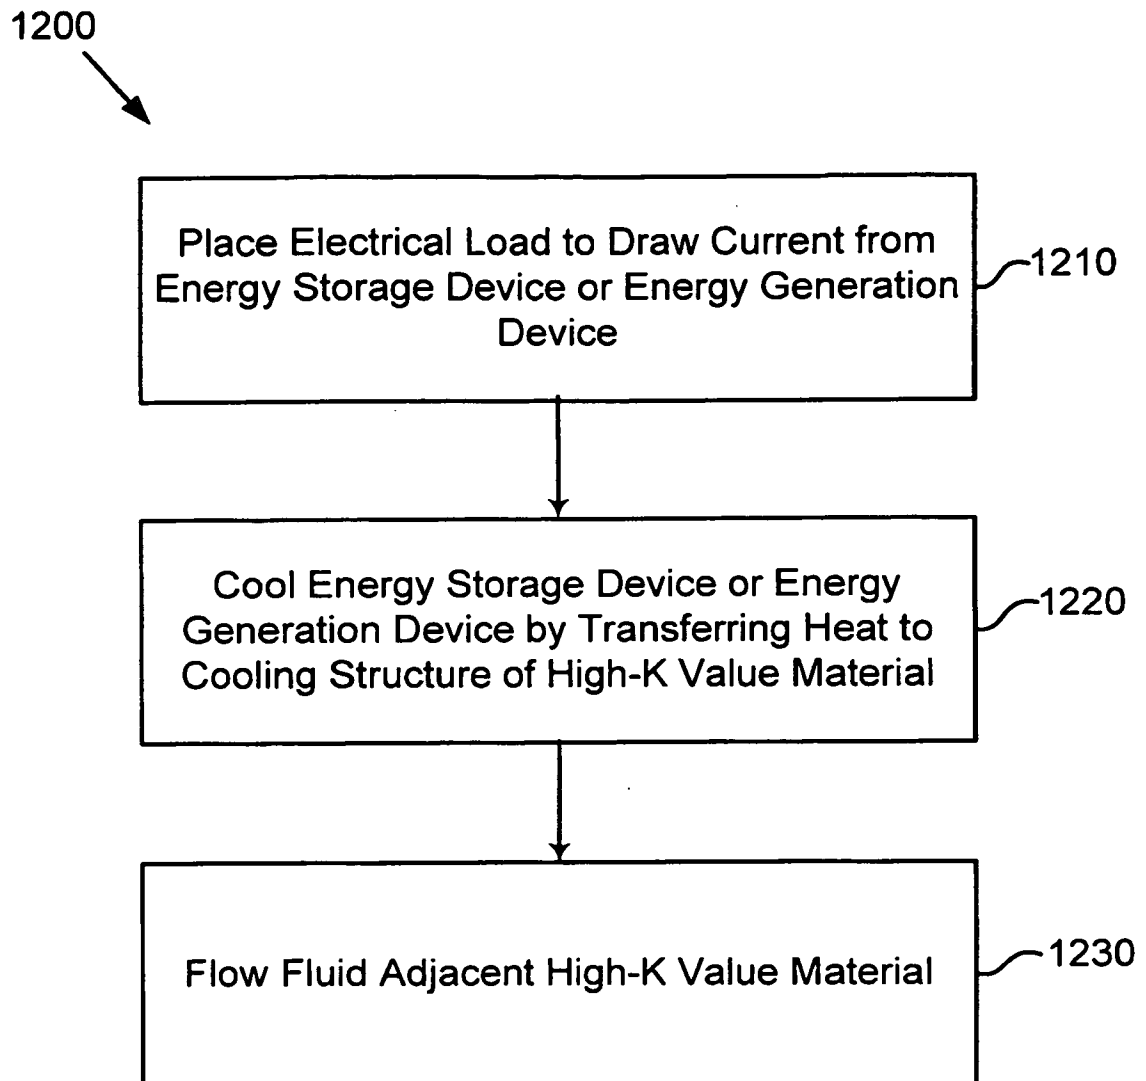 1200
Place Electrical Load to Draw Current from
Energy Storage Device or Energy Generation
Device
1210
Cool Energy Storage Device or Energy
Generation Device by Transferring Heat to
Cooling Structure of High-K Value Material
1220
Flow Fluid Adjacent High-K Value Material
1230